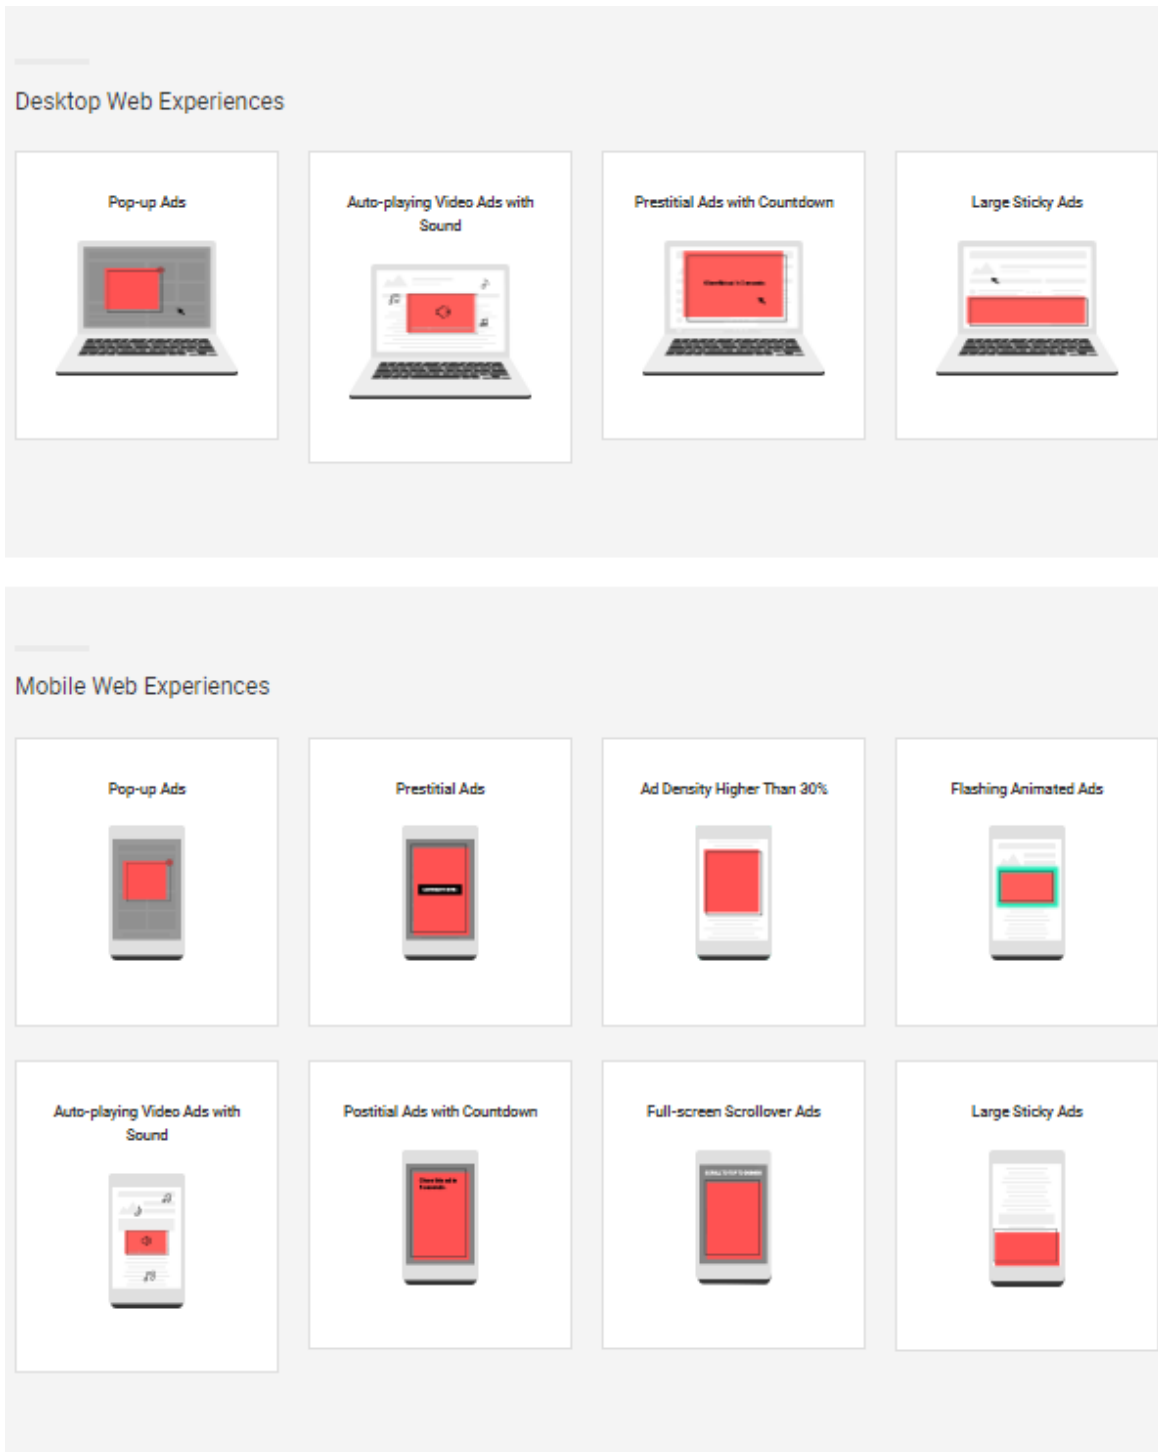 Desktop Web Experiences
Pop-up Ads
Auto-playing Video Ads with
Sound
Prestitial Ads with Countdown
Large Sticky Ads
Mobile Web Experiences
Pop-up Ads
Prestitial Ads
Ad Density Higher Than 30%
Flashing Animated Ads
Auto-playing Video Ads with
Sound
Postitial Ads with Countdown
Full-screen Scrollover Ads
Large Sticky Ads